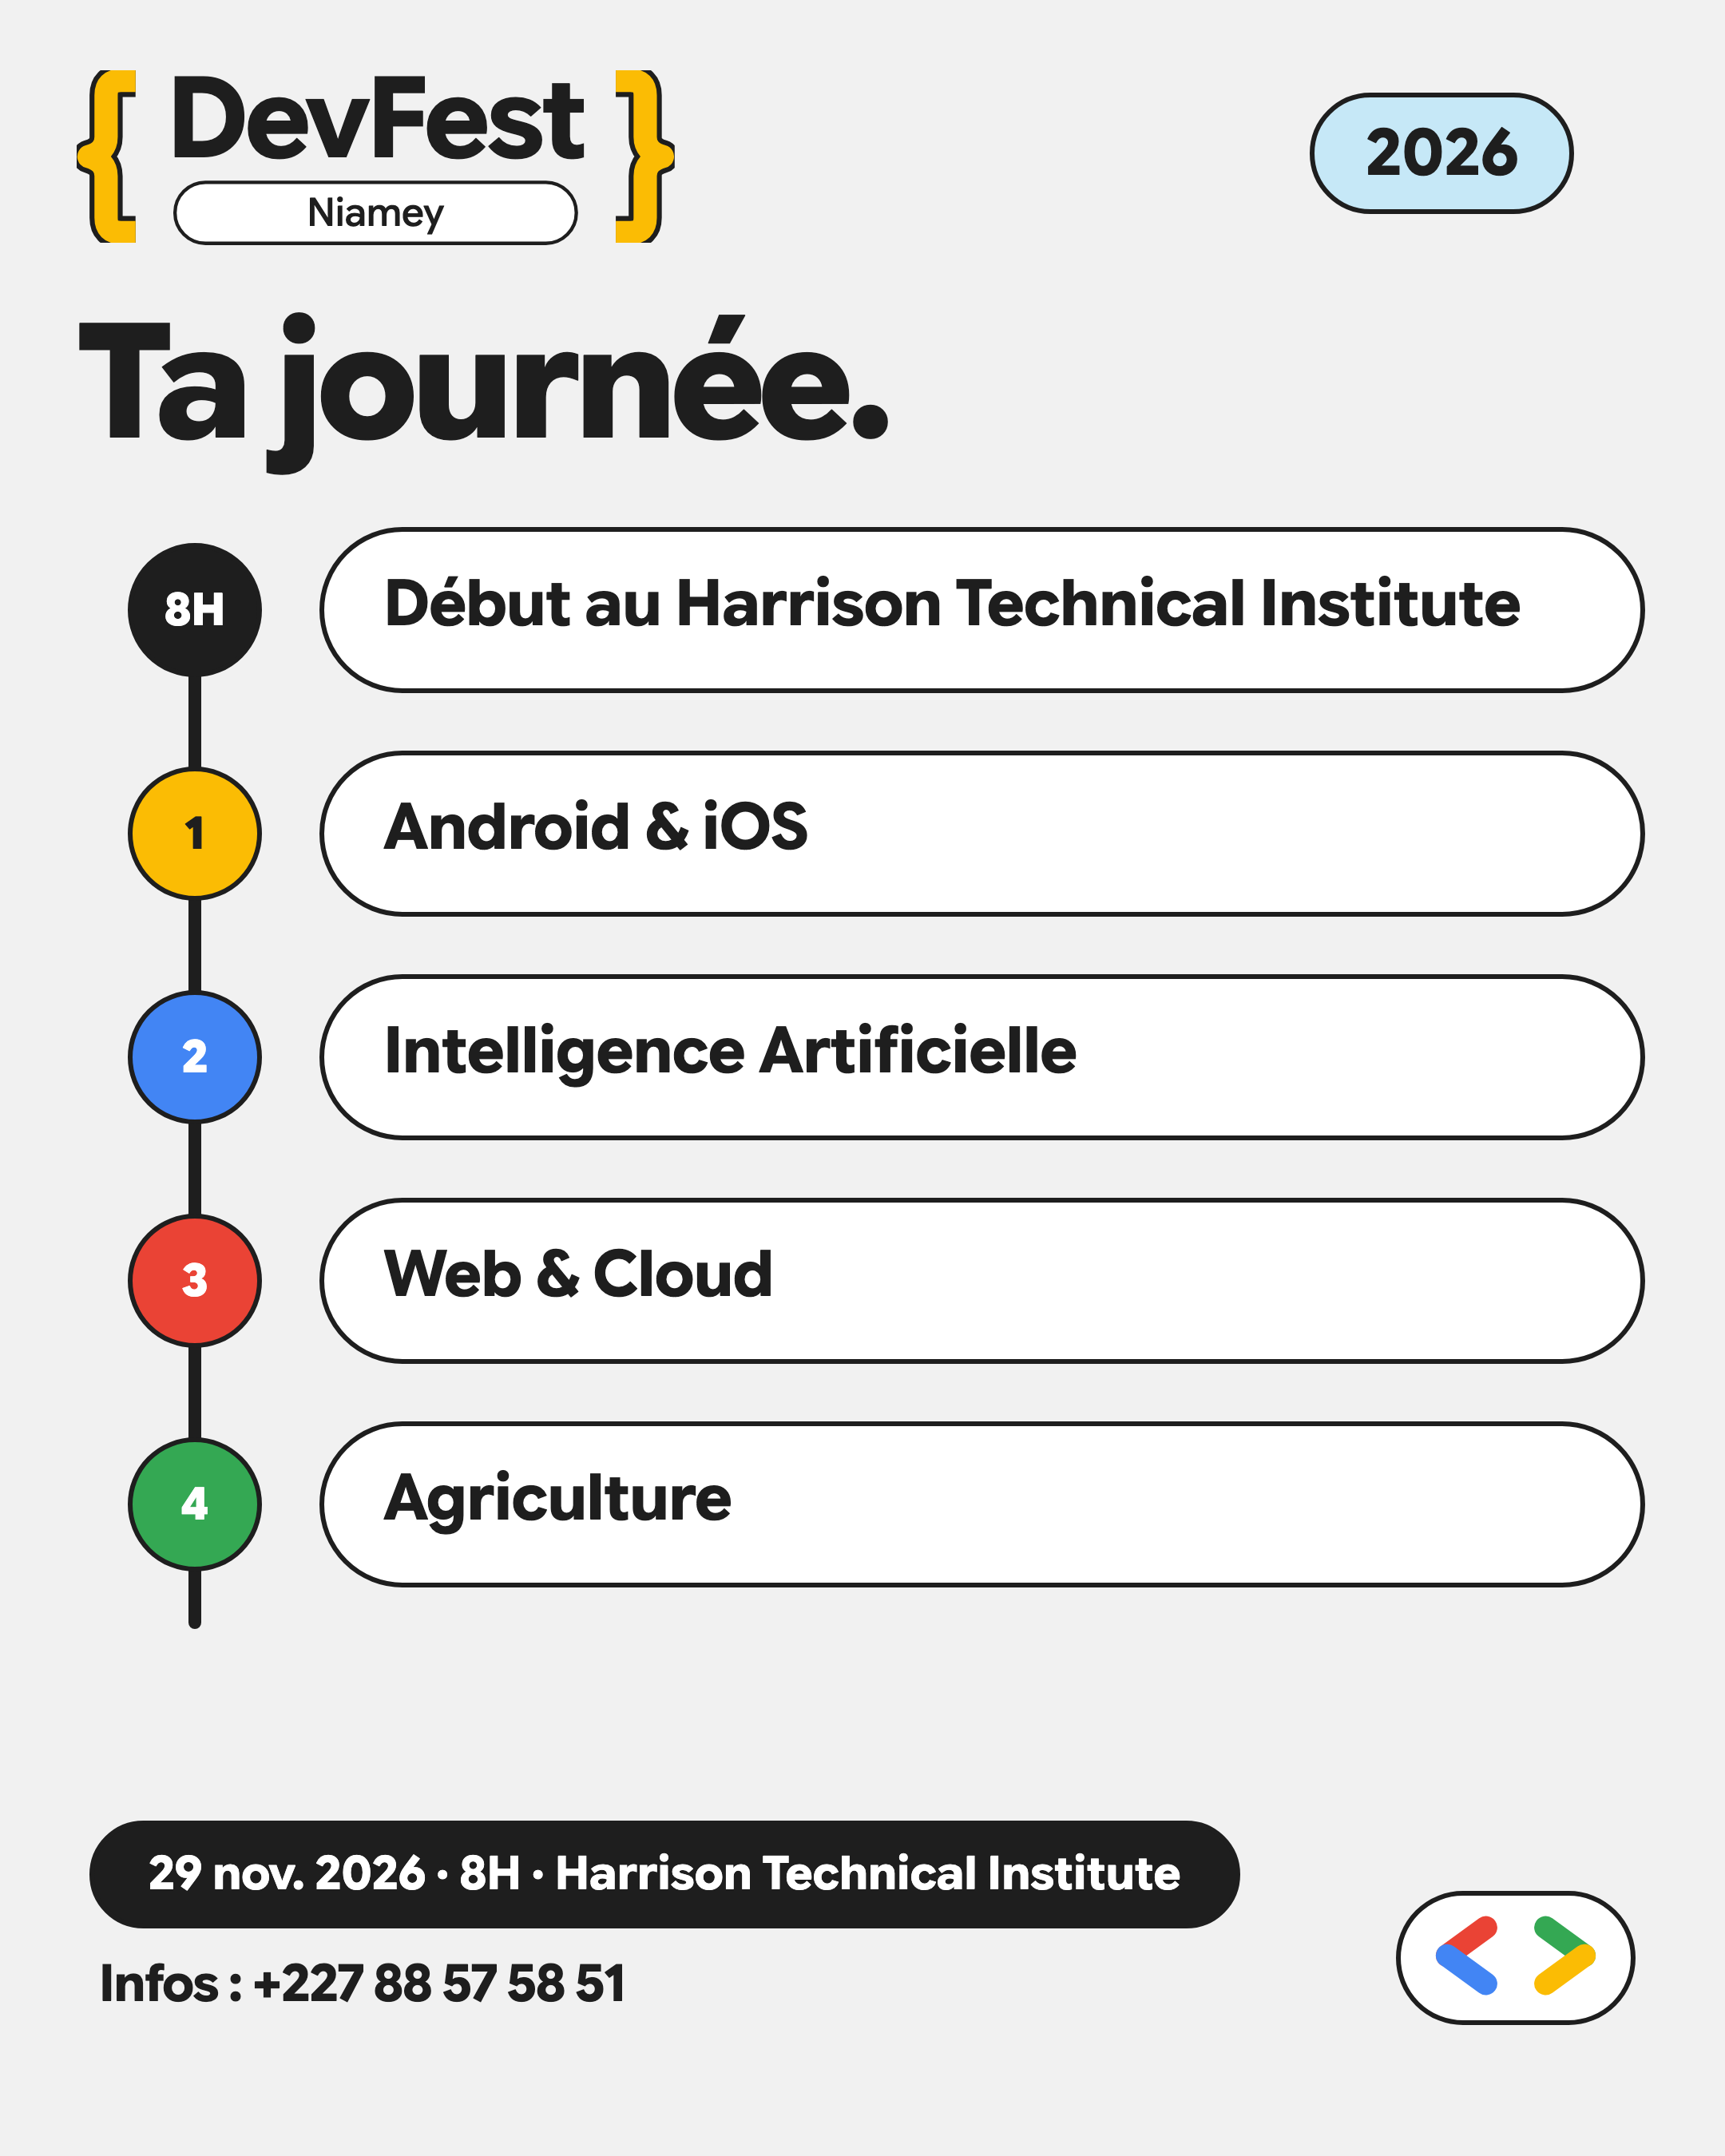 DevFest
Niamey
2026
Ta journée.
8H
Début au Harrison Technical Institute
1
Android & iOS
2
Intelligence Artificielle
3
Web & Cloud
4
Agriculture
29 nov. 2026 · 8H · Harrison Technical Institute
Infos : +227 88 57 58 51